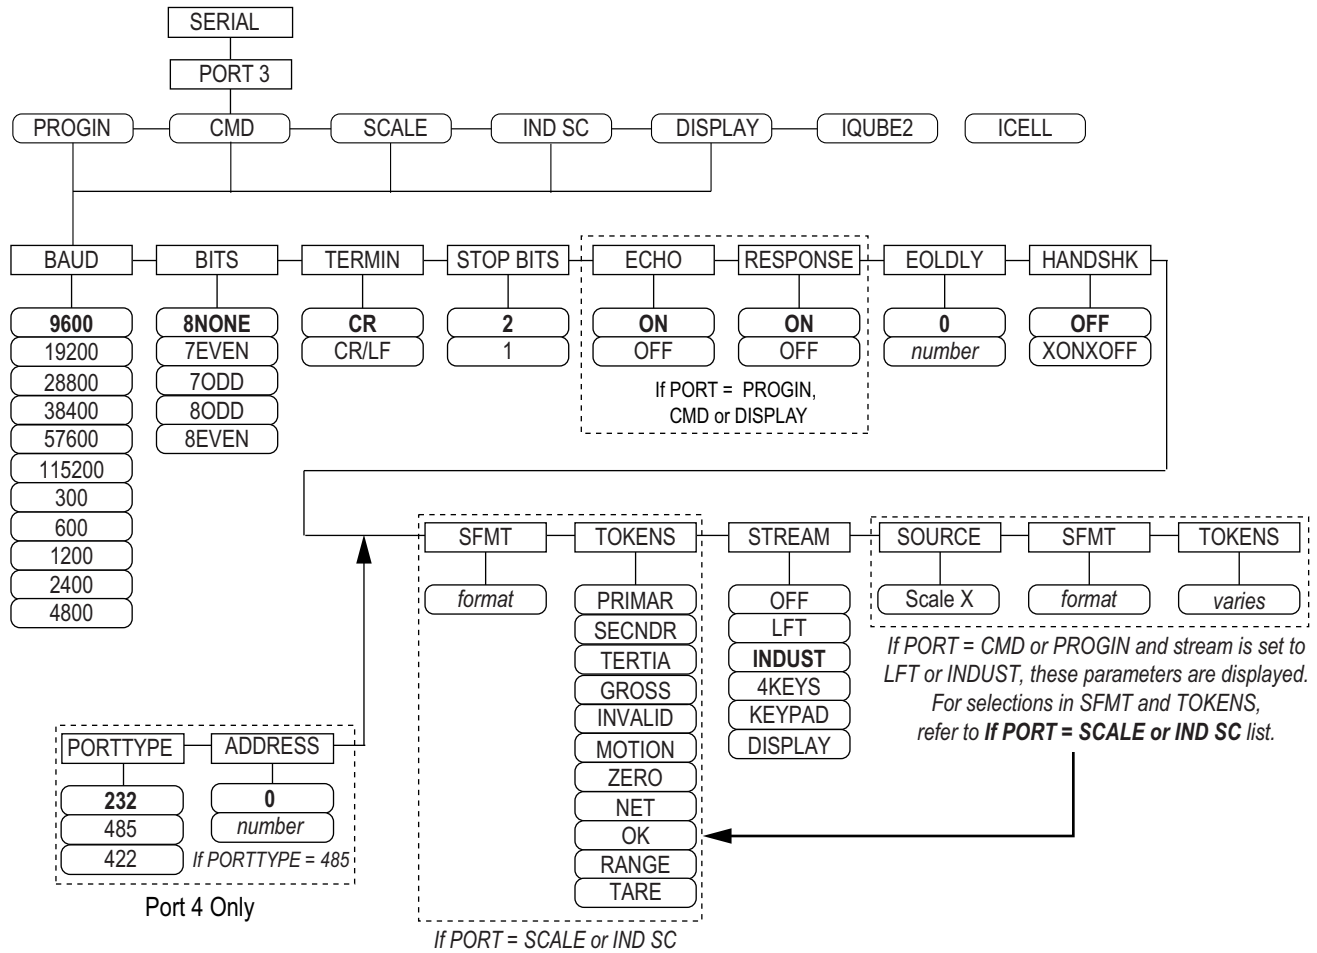 SERIAL
PORT 3
PROGIN
CMD
SCALE
IND SC
DISPLAY
IQUBE2
ICELL
BAUD
BITS
TERMIN
STOP BITS
ECHO
RESPONSE
EOLDLY
HANDSHK
9600
19200
28800
38400
57600
115200
300
600
1200
2400
4800
8NONE
7EVEN
7ODD
8ODD
8EVEN
CR
CR/LF
2
1
ON
OFF
ON
OFF
If PORT = PROGIN,
CMD or DISPLAY
0
number
OFF
XONXOFF
SFMT
TOKENS
STREAM
SOURCE
SFMT
TOKENS
format
PRIMAR
SECNDR
TERTIA
GROSS
INVALID
MOTION
ZERO
NET
OK
RANGE
TARE
If PORT = SCALE or IND SC
OFF
LFT
INDUST
4KEYS
KEYPAD
DISPLAY
Scale X
format
varies
If PORT = CMD or PROGIN and stream is set to
LFT or INDUST, these parameters are displayed.
For selections in SFMT and TOKENS,
refer to If PORT = SCALE or IND SC list.
PORTTYPE
ADDRESS
232
485
422
0
number
If PORTTYPE = 485
Port 4 Only